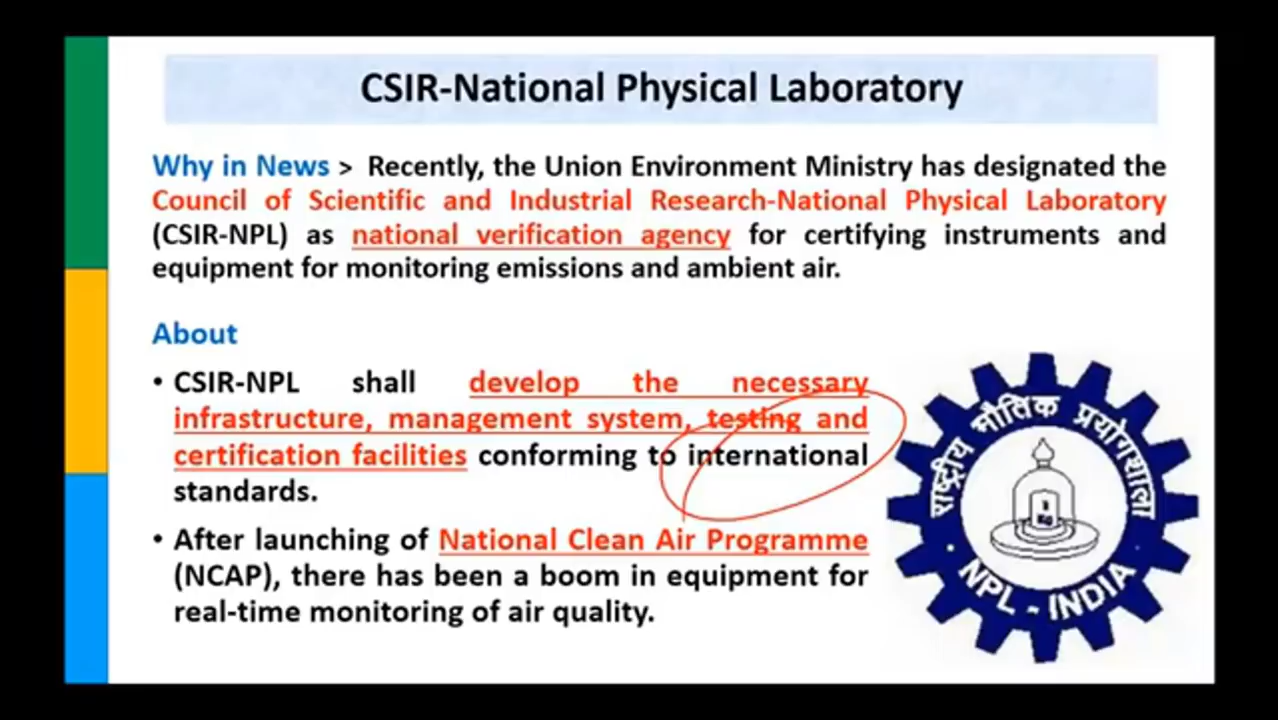 CSIR-National Physical Laboratory
Why in News > Recently, the Union Environment Ministry has designated the
Council of Scientific and Industrial Research-National Physical Laboratory
(CSIR-NPL) as national verification agency for certifying instruments and
equipment for monitoring emissions and ambient air.
About
• CSIR-NPL shall develop the necessary
infrastructure, management system, testing and
certification facilities conforming to international
standards.
• After launching of National Clean Air Programme
(NCAP), there has been a boom in equipment for
real-time monitoring of air quality.
राष्ट्रीय भौतिक प्रयोगशाला
1
KG
NPL - INDIA